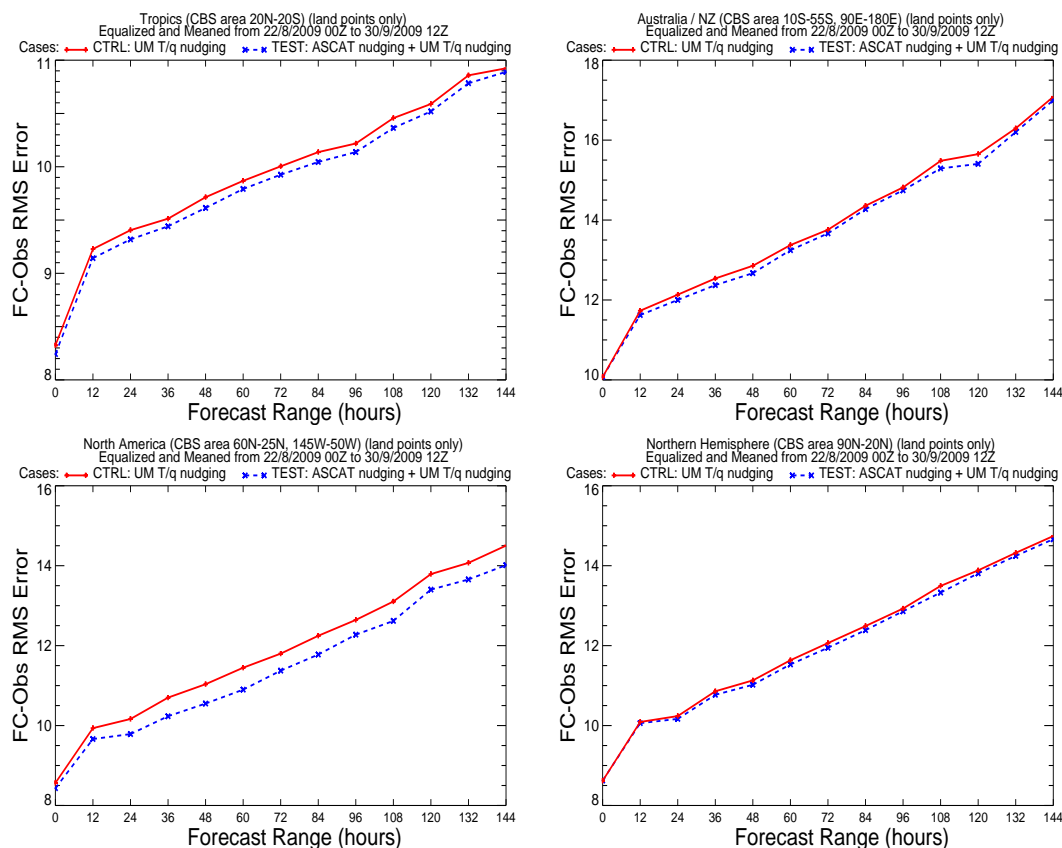 Tropics (CBS area 20N-20S) (land points only)
Equalized and Meaned from 22/8/2009 00Z to 30/9/2009 12Z
Cases: CTRL: UM T/q nudging TEST: ASCAT nudging + UM T/q nudging
11
10
9
8
FC-Obs RMS Error
0 12 24 36 48 60 72 84 96 108 120 132 144
Forecast Range (hours)
Australia / NZ (CBS area 10S-55S, 90E-180E) (land points only)
Equalized and Meaned from 22/8/2009 00Z to 30/9/2009 12Z
Cases: CTRL: UM T/q nudging TEST: ASCAT nudging + UM T/q nudging
18
16
14
12
10
FC-Obs RMS Error
0 12 24 36 48 60 72 84 96 108 120 132 144
Forecast Range (hours)
North America (CBS area 60N-25N, 145W-50W) (land points only)
Equalized and Meaned from 22/8/2009 00Z to 30/9/2009 12Z
Cases: CTRL: UM T/q nudging TEST: ASCAT nudging + UM T/q nudging
16
14
12
10
8
FC-Obs RMS Error
0 12 24 36 48 60 72 84 96 108 120 132 144
Forecast Range (hours)
Northern Hemisphere (CBS area 90N-20N) (land points only)
Equalized and Meaned from 22/8/2009 00Z to 30/9/2009 12Z
Cases: CTRL: UM T/q nudging TEST: ASCAT nudging + UM T/q nudging
16
14
12
10
8
FC-Obs RMS Error
0 12 24 36 48 60 72 84 96 108 120 132 144
Forecast Range (hours)